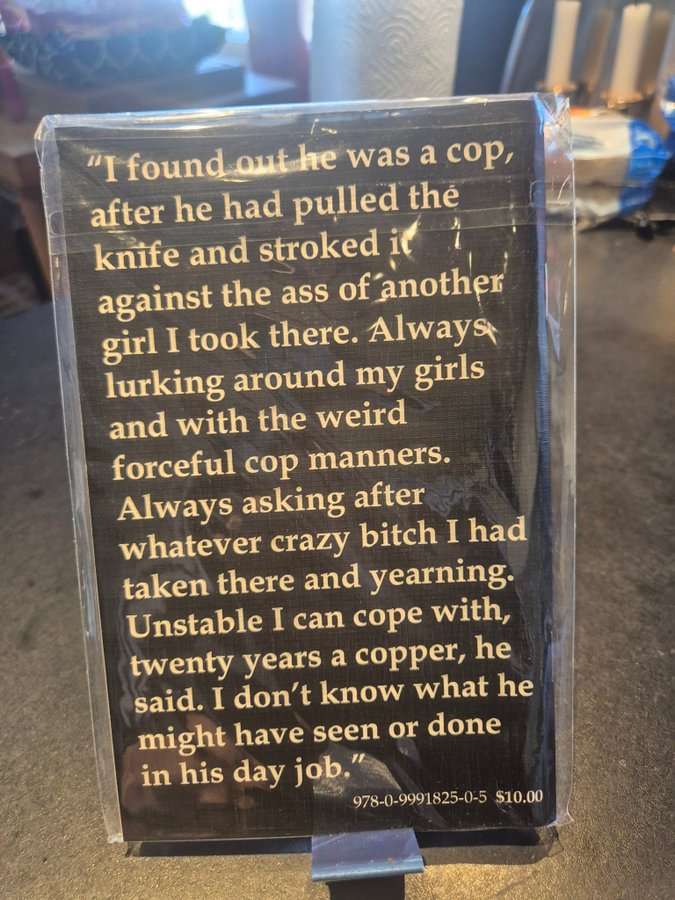 “I found out he was a cop,
after he had pulled the
knife and stroked it
against the ass of another
girl I took there. Always
lurking around my girls
and with the weird
forceful cop manners.
Always asking after
whatever crazy bitch I had
taken there and yearning.
Unstable I can cope with,
twenty years a copper, he
said. I don’t know what he
might have seen or done
in his day job.”
978-0-9991825-0-5 $10.00